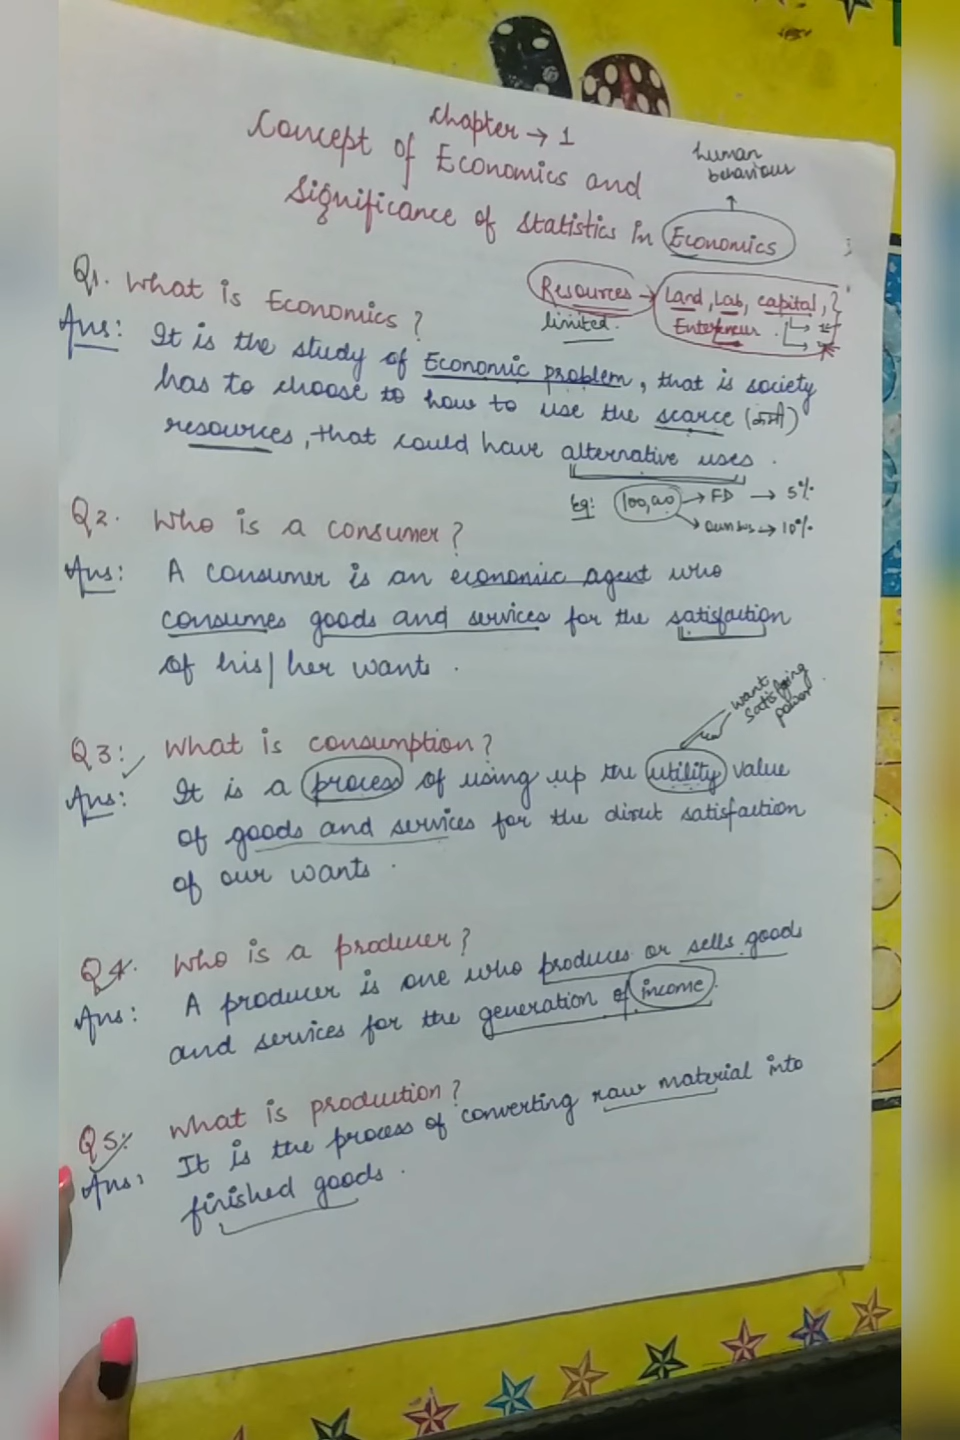 Chapter → 1
Concept of Economics and
Significance of Statistics in Economics
human
behaviour
Q1. What is Economics?
Resources → Land, Lab, capital,
limited.
Ans: It is the study of Economic problem, that is society
has to choose to how to use the scarce (कमी)
resources, that could have alternative uses.
Eg: 100,00 → FD → 5%
→ 10%
Q2. Who is a consumer?
Ans: A consumer is an economic agent who
consumes goods and services for the satisfaction
of his/her wants.
want
satisfying
power
Q3: What is consumption?
Ans: It is a process of using up the utility value
of goods and services for the direct satisfaction
of our wants.
Q4. Who is a producer?
Ans: A producer is one who produces or sells goods
and services for the generation of income.
Q5: What is production?
Ans: It is the process of converting raw material into
finished goods.